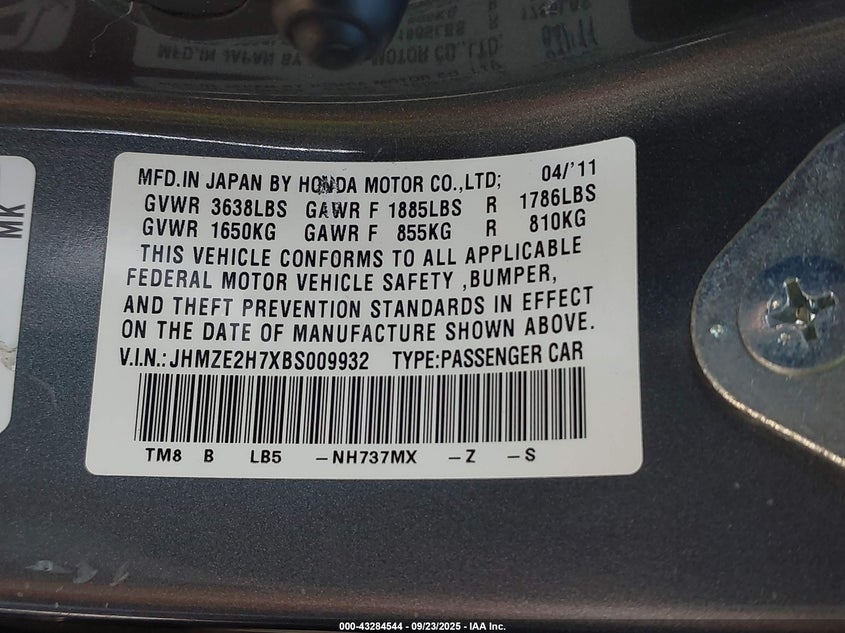 MFD.IN JAPAN BY HONDA MOTOR CO.,LTD; 04/'11
GVWR 3638LBS GAWR F 1885LBS R 1786LBS
GVWR 1650KG GAWR F 855KG R 810KG
THIS VEHICLE CONFORMS TO ALL APPLICABLE
FEDERAL MOTOR VEHICLE SAFETY ,BUMPER,
AND THEFT PREVENTION STANDARDS IN EFFECT
ON THE DATE OF MANUFACTURE SHOWN ABOVE.
V.I.N.:JHMZE2H7XBS009932 TYPE:PASSENGER CAR
TM8 B LB5 -NH737MX -Z -S
MK
000-43284544 - 09/23/2025 - IAA Inc.